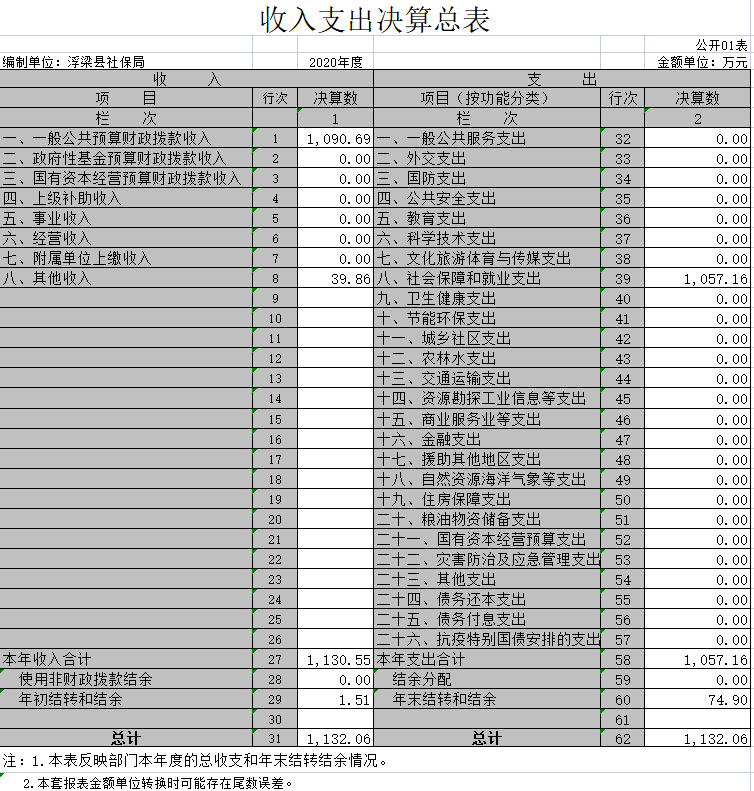 收入支出决算总表
公开01表
编制单位：浮梁县社保局 2020年度 金额单位：万元
收 入 支 出
项 目 行次 决算数 项目（按功能分类） 行次 决算数
栏 次 1 栏 次 2
一、一般公共预算财政拨款收入 1 1,090.69 一、一般公共服务支出 32 0.00
二、政府性基金预算财政拨款收入 2 0.00 二、外交支出 33 0.00
三、国有资本经营预算财政拨款收入 3 0.00 三、国防支出 34 0.00
四、上级补助收入 4 0.00 四、公共安全支出 35 0.00
五、事业收入 5 0.00 五、教育支出 36 0.00
六、经营收入 6 0.00 六、科学技术支出 37 0.00
七、附属单位上缴收入 7 0.00 七、文化旅游体育与传媒支出 38 0.00
八、其他收入 8 39.86 八、社会保障和就业支出 39 1,057.16
9 九、卫生健康支出 40 0.00
10 十、节能环保支出 41 0.00
11 十一、城乡社区支出 42 0.00
12 十二、农林水支出 43 0.00
13 十三、交通运输支出 44 0.00
14 十四、资源勘探工业信息等支出 45 0.00
15 十五、商业服务业等支出 46 0.00
16 十六、金融支出 47 0.00
17 十七、援助其他地区支出 48 0.00
18 十八、自然资源海洋气象等支出 49 0.00
19 十九、住房保障支出 50 0.00
20 二十、粮油物资储备支出 51 0.00
21 二十一、国有资本经营预算支出 52 0.00
22 二十二、灾害防治及应急管理支出 53 0.00
23 二十三、其他支出 54 0.00
24 二十四、债务还本支出 55 0.00
25 二十五、债务付息支出 56 0.00
26 二十六、抗疫特别国债安排的支出 57 0.00
本年收入合计 27 1,130.55 本年支出合计 58 1,057.16
使用非财政拨款结余 28 0.00 结余分配 59 0.00
年初结转和结余 29 1.51 年末结转和结余 60 74.90
30 61
总计 31 1,132.06 总计 62 1,132.06
注：1.本表反映部门本年度的总收支和年末结转结余情况。
2.本套报表金额单位转换时可能存在尾数误差。